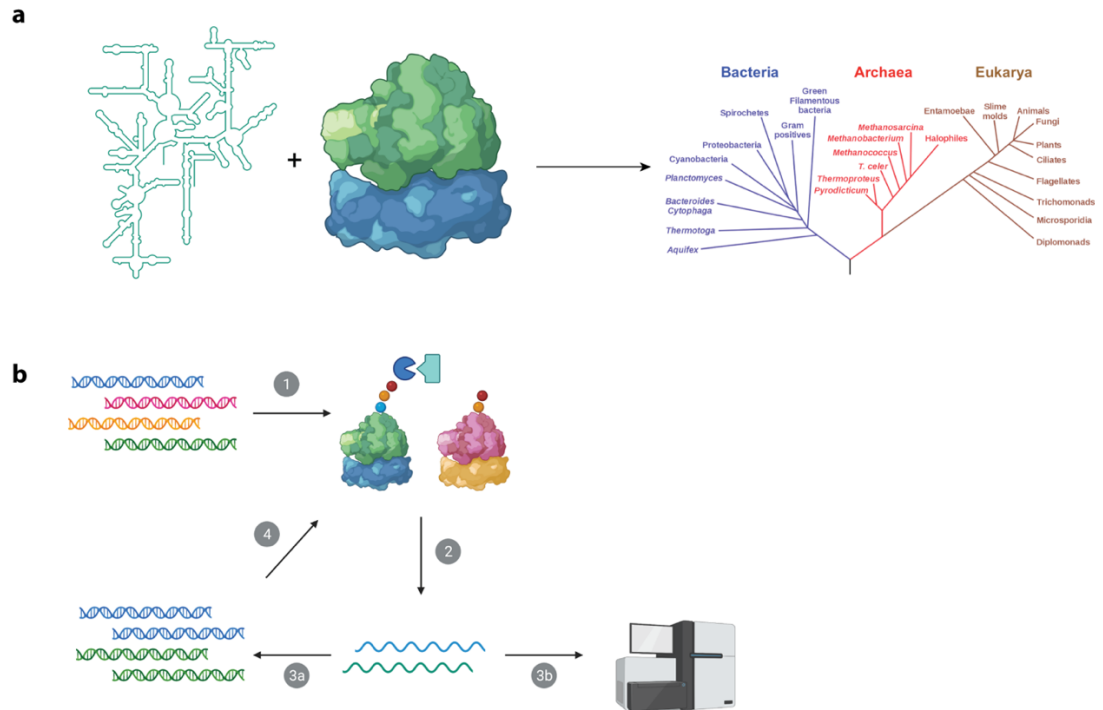 a
+
Bacteria
Archaea
Eukarya
Green
Filamentous
bacteria
Spirochetes
Gram
positives
Proteobacteria
Cyanobacteria
Planctomyces
Bacteroides
Cytophaga
Thermotoga
Aquifex
Methanosarcina
Methanobacterium
Halophiles
Methanococcus
T. celer
Thermoproteus
Pyrodicticum
Entamoebae
Slime
molds
Animals
Fungi
Plants
Ciliates
Flagellates
Trichomonads
Microsporidia
Diplomonads
b
1
4
2
3a
3b